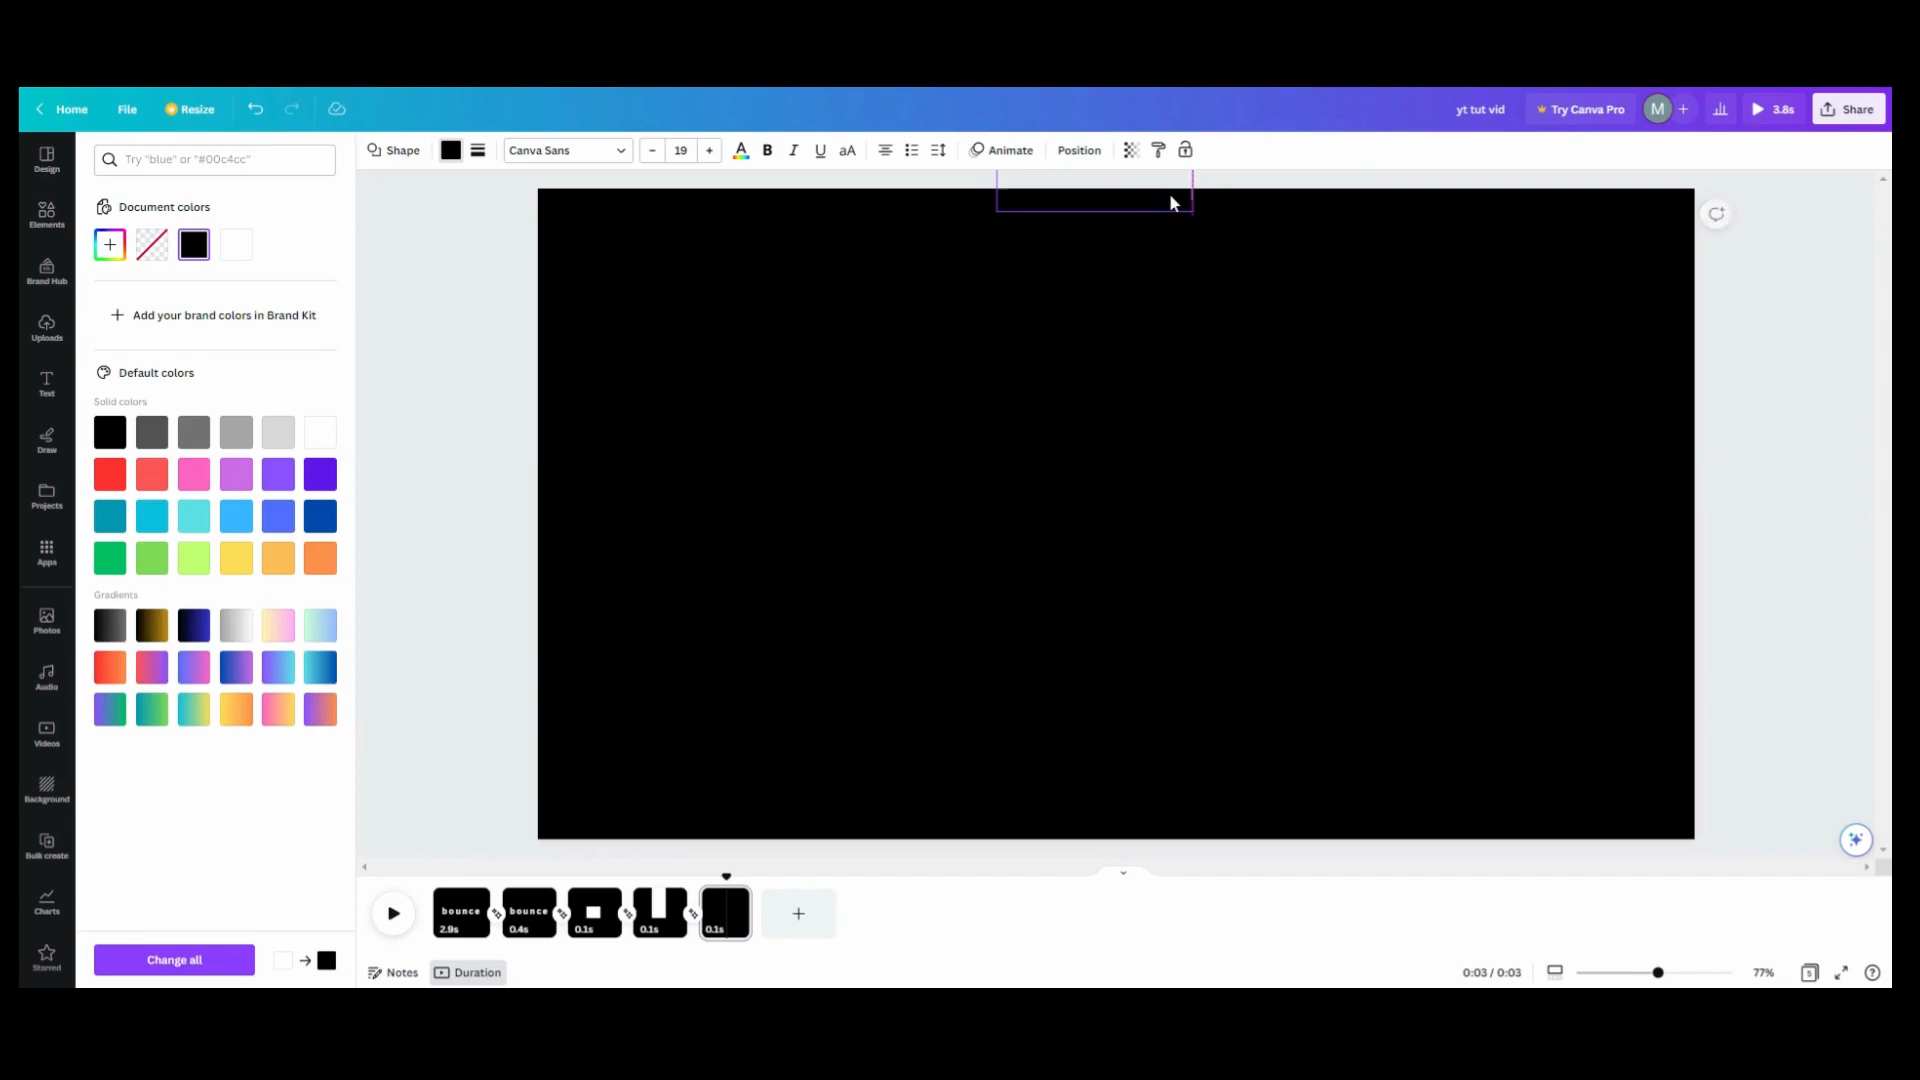 Home File Resize yt tut vid Try Canva Pro M 3.8s Share
Design
Elements
Brand Hub
Uploads
Text
Draw
Projects
Apps
Photos
Audio
Videos
Background
Bulk create
Charts
Starred
Try "blue" or "#00c4cc"
Document colors
Add your brand colors in Brand Kit
Default colors
Solid colors
Gradients
Change all
Shape Canva Sans - 19 + A B I U aA Animate Position
bounce bounce
2.9s 0.4s 0.1s 0.1s 0.1s
Notes Duration 0:03 / 0:03 77% 5 ?